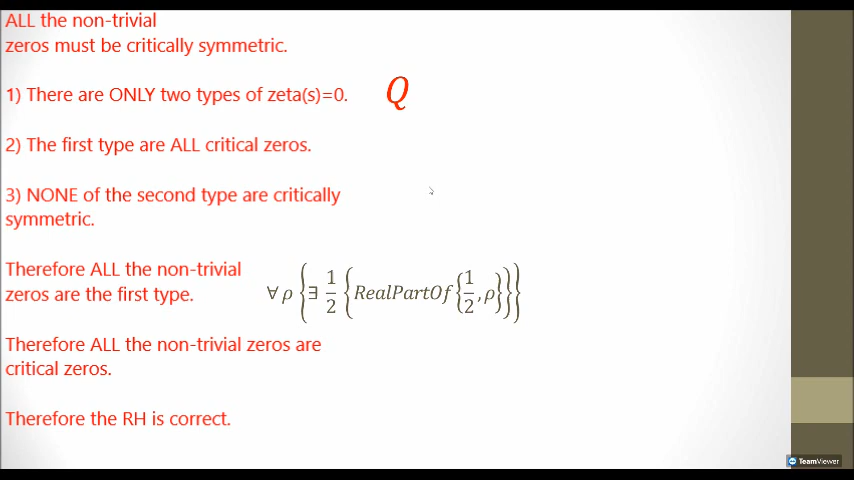 ALL the non-trivial
zeros must be critically symmetric.
1) There are ONLY two types of zeta(s)=0. Q
2) The first type are ALL critical zeros.
3) NONE of the second type are critically
symmetric.
Therefore ALL the non-trivial
zeros are the first type.
∀ ρ {∃ 1/2 {RealPartOf {1/2, ρ}}}
Therefore ALL the non-trivial zeros are
critical zeros.
Therefore the RH is correct.
TeamViewer